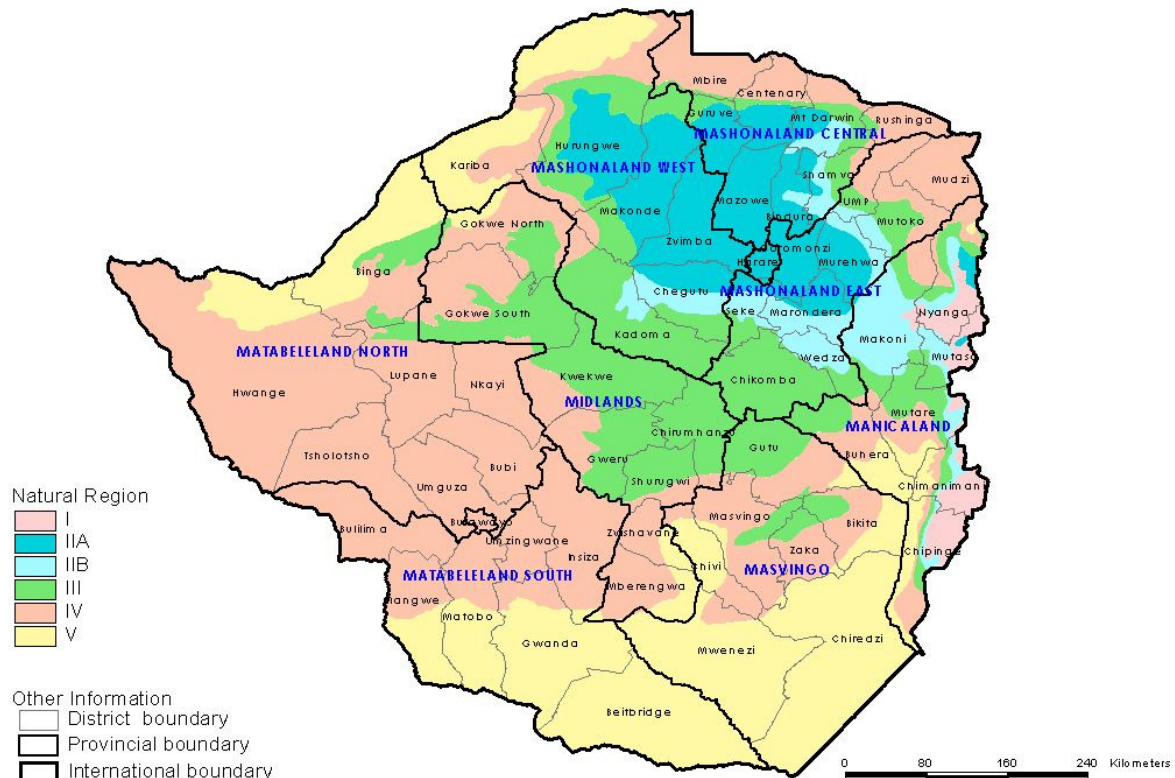 Mbire
Centenary
Guruve
Mt Darwin
Rushinga
MASHONALAND CENTRAL
Hurungwe
MASHONALAND WEST
Kariba
Shamva
Mudzi
Mazowe
UMP
Makonde
Bindura
Mutoko
Gokwe North
Zvimba
Goromonzi
Harare
Murehwa
Binga
Chegutu
MASHONALAND EAST
Gokwe South
Seke
Marondera
Nyanga
Kadoma
Makoni
MATABELELAND NORTH
Wedza
Mutasa
Lupane
Nkayi
Kwekwe
Chikomba
Hwange
MIDLANDS
Mutare
MANICALAND
Chirumhanzu
Tsholotsho
Gutu
Buhera
Bubi
Gweru
Umguza
Shurugwi
Chimanimani
Natural Region
I
IIA
IIB
III
IV
V
Masvingo
Bikita
Bulilima
Bulawayo
Zvishavane
Umzingwane
Insiza
Zaka
Chipinge
Chivi
MASVINGO
MATABELELAND SOUTH
Mberengwa
Mangwe
Matobo
Chiredzi
Gwanda
Mwenezi
Beitbridge
Other Information
District boundary
Provincial boundary
International boundary
0 80 160 240 Kilometers